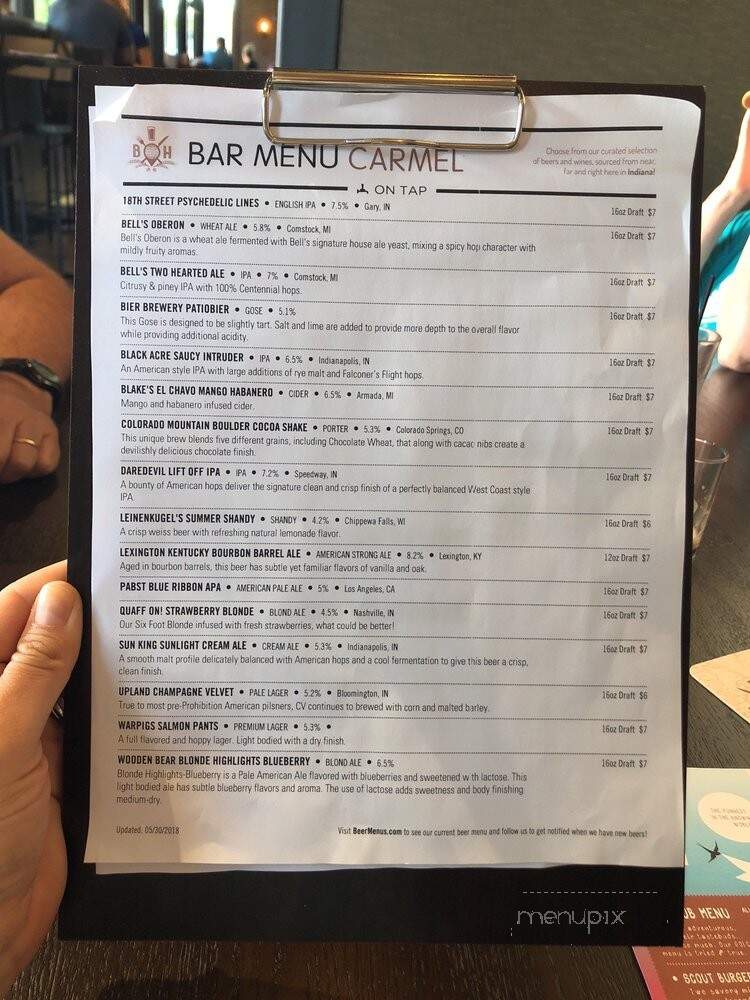 B H
BAR MENU CARMEL
Choose from our curated selection
of beers and wines, sourced from near,
far and right here in Indiana!
ON TAP
18TH STREET PSYCHEDELIC LINES • ENGLISH IPA • 7.5% • Gary, IN 16oz Draft $7
BELL'S OBERON • WHEAT ALE • 5.8% • Comstock, MI 16oz Draft $7
Bell's Oberon is a wheat ale fermented with Bell's signature house ale yeast, mixing a spicy hop character with
mildly fruity aromas.
BELL'S TWO HEARTED ALE • IPA • 7% • Comstock, MI 16oz Draft $7
Citrusy & piney IPA with 100% Centennial hops.
BIER BREWERY PATIOBIER • GOSE • 5.1% 16oz Draft $7
This Gose is designed to be slightly tart. Salt and lime are added to provide more depth to the overall flavor
while providing additional acidity.
BLACK ACRE SAUCY INTRUDER • IPA • 6.5% • Indianapolis, IN 16oz Draft $7
An American style IPA with large additions of rye malt and Falconer's Flight hops.
BLAKE'S EL CHAVO MANGO HABANERO • CIDER • 6.5% • Armada, MI 16oz Draft $7
Mango and habanero infused cider.
COLORADO MOUNTAIN BOULDER COCOA SHAKE • PORTER • 5.3% • Colorado Springs, CO 16oz Draft $7
This unique brew blends five different grains, including Chocolate Wheat, that along with cacao nibs create a
devilishly delicious chocolate finish.
DAREDEVIL LIFT OFF IPA • IPA • 7.2% • Speedway, IN 16oz Draft $7
A bounty of American hops deliver the signature clean and crisp finish of a perfectly balanced West Coast style
IPA.
LEINENKUGEL'S SUMMER SHANDY • SHANDY • 4.2% • Chippewa Falls, WI 16oz Draft $6
A crisp weiss beer with refreshing natural lemonade flavor.
LEXINGTON KENTUCKY BOURBON BARREL ALE • AMERICAN STRONG ALE • 8.2% • Lexington, KY 12oz Draft $7
Aged in bourbon barrels, this beer has subtle yet familiar flavors of vanilla and oak.
PABST BLUE RIBBON APA • AMERICAN PALE ALE • 5% • Los Angeles, CA 16oz Draft $7
QUAFF ON! STRAWBERRY BLONDE • BLOND ALE • 4.5% • Nashville, IN 16oz Draft $7
Our Six Foot Blonde infused with fresh strawberries, what could be better!
SUN KING SUNLIGHT CREAM ALE • CREAM ALE • 5.3% • Indianapolis, IN 16oz Draft $7
A smooth malt profile delicately balanced with American hops and a cool fermentation to give this beer a crisp,
clean finish.
UPLAND CHAMPAGNE VELVET • PALE LAGER • 5.2% • Bloomington, IN 16oz Draft $6
True to most pre-Prohibition American pilsners, CV continues to brewed with corn and malted barley.
WARPIGS SALMON PANTS • PREMIUM LAGER • 5.3% • 16oz Draft $7
A full flavored and hoppy lager. Light bodied with a dry finish.
WOODEN BEAR BLONDE HIGHLIGHTS BLUEBERRY • BLOND ALE • 6.5% 16oz Draft $7
Blonde Highlights-Blueberry is a Pale American Ale flavored with blueberries and sweetened with lactose. This
light bodied ale has subtle blueberry flavors and aroma. The use of lactose adds sweetness and body finishing
medium-dry.
Updated, 05/30/2018 Visit BeerMenus.com to see our current beer menu and follow us to get notified when we have new beers!
menupix
UB MENU
adventurous,
menu is tried & true
• SCOUT BURGE
Two savory